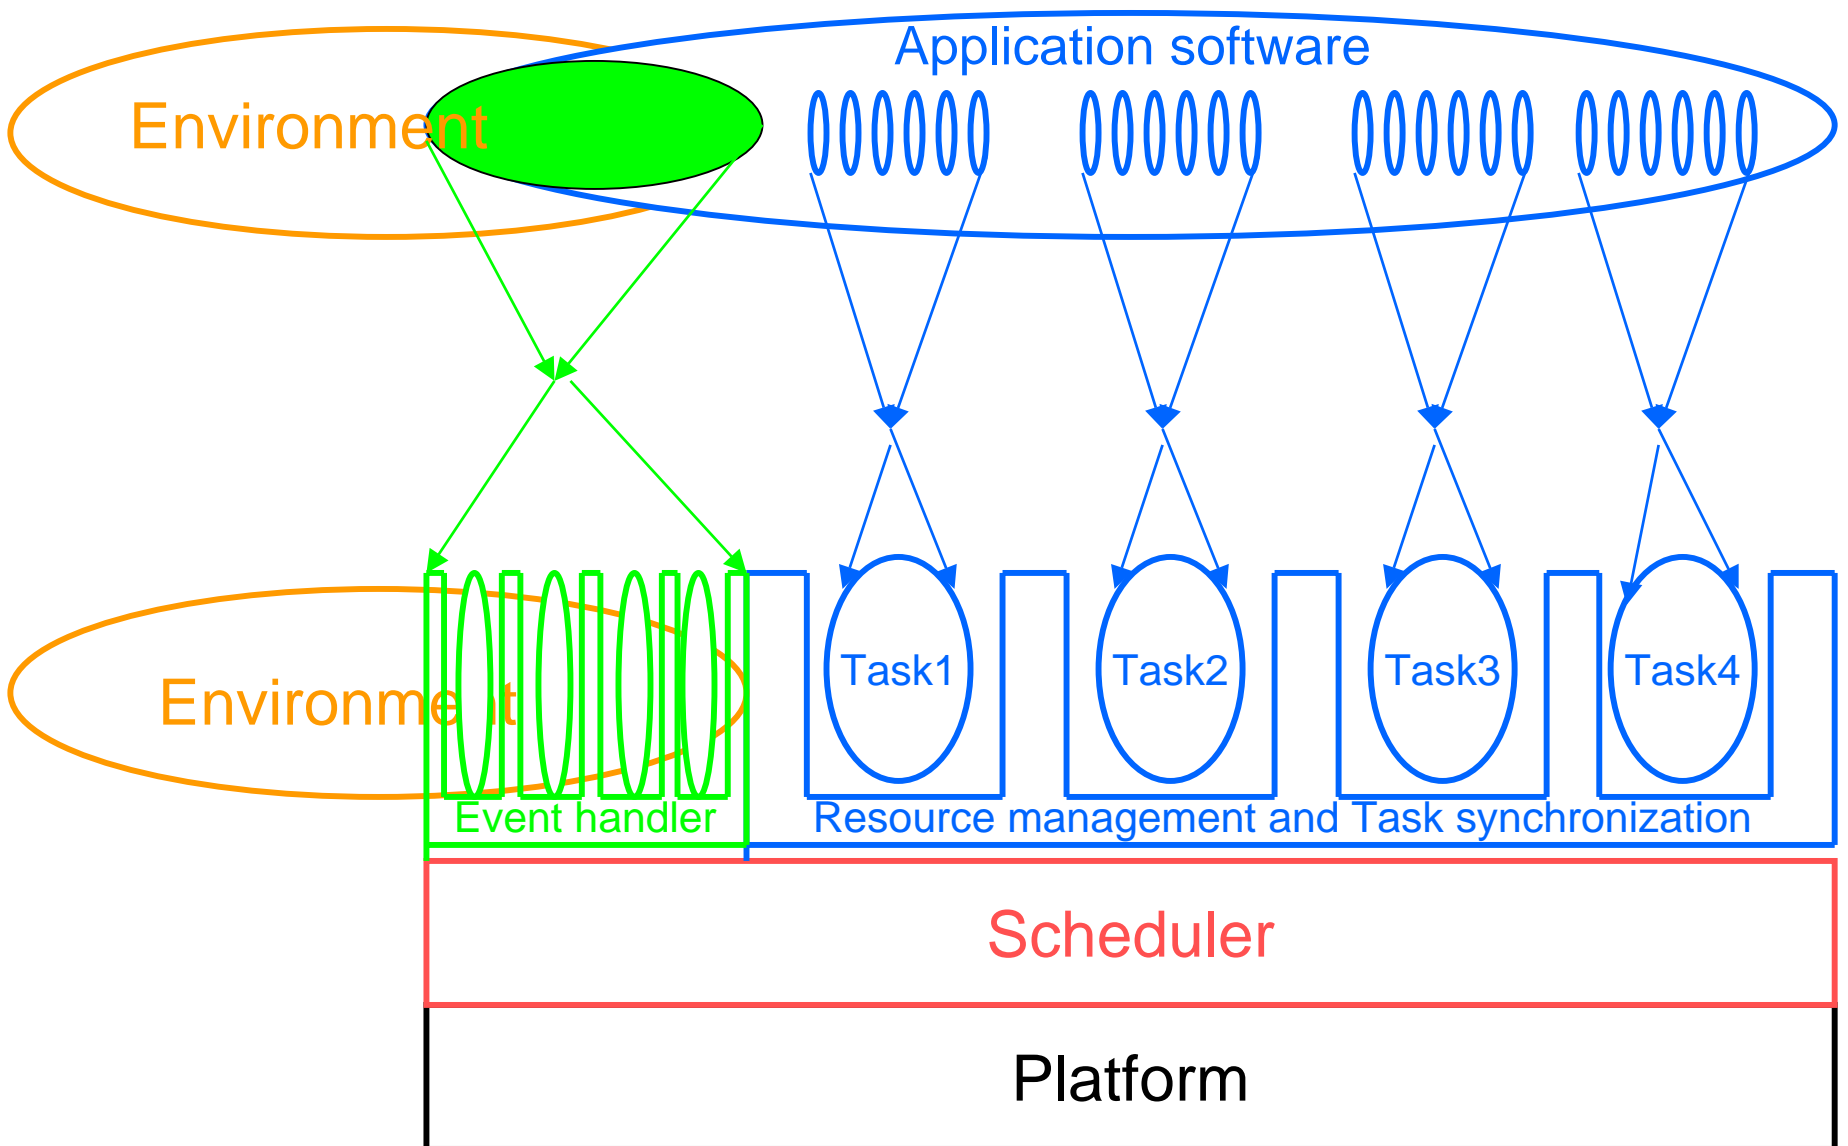 Application software
Environment
Task1
Task2
Task3
Task4
Environment
Event handler
Resource management and Task synchronization
Scheduler
Platform